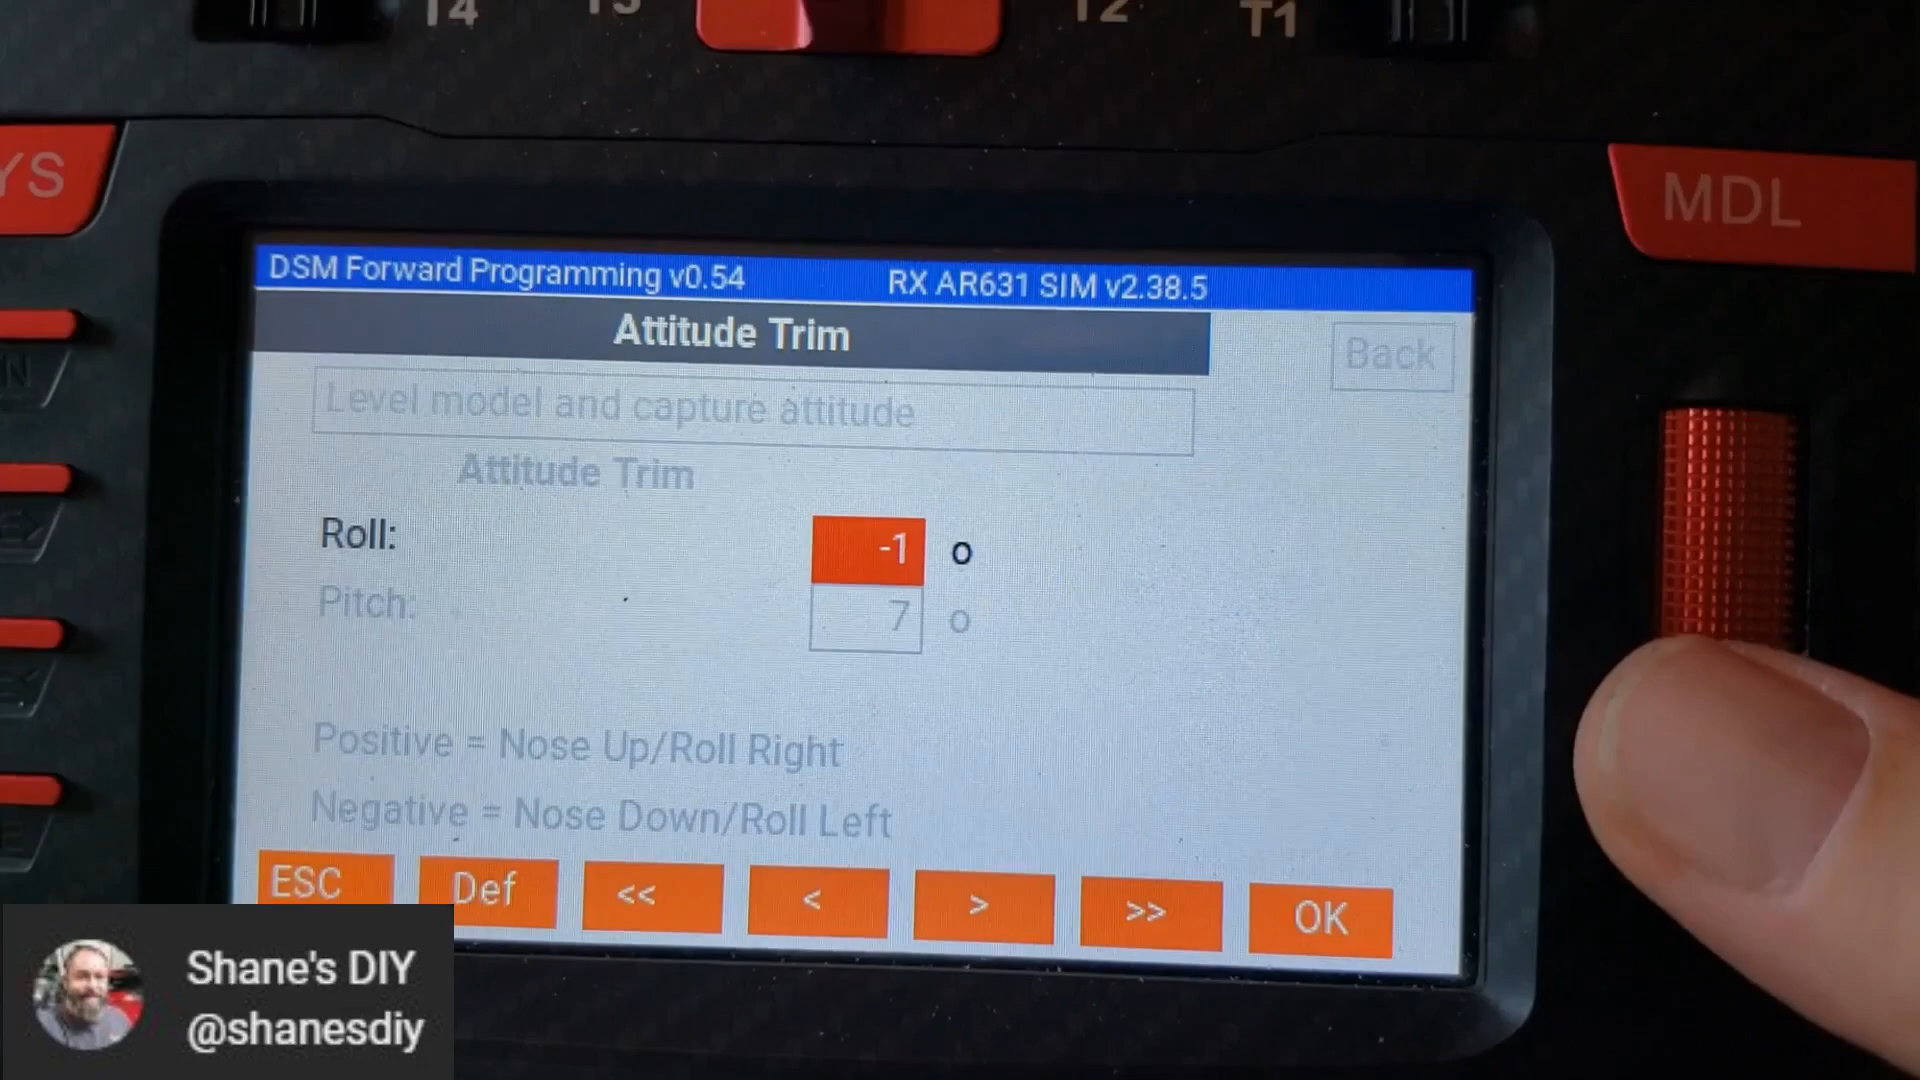 T4 T2 T1
YS
MDL
DSM Forward Programming v0.54 RX AR631 SIM v2.38.5
Attitude Trim
Back
Level model and capture attitude
Attitude Trim
Roll: -1 o
Pitch: 7 o
Positive = Nose Up/Roll Right
Negative = Nose Down/Roll Left
ESC Def << < > >> OK
Shane's DIY
@shanesdiy